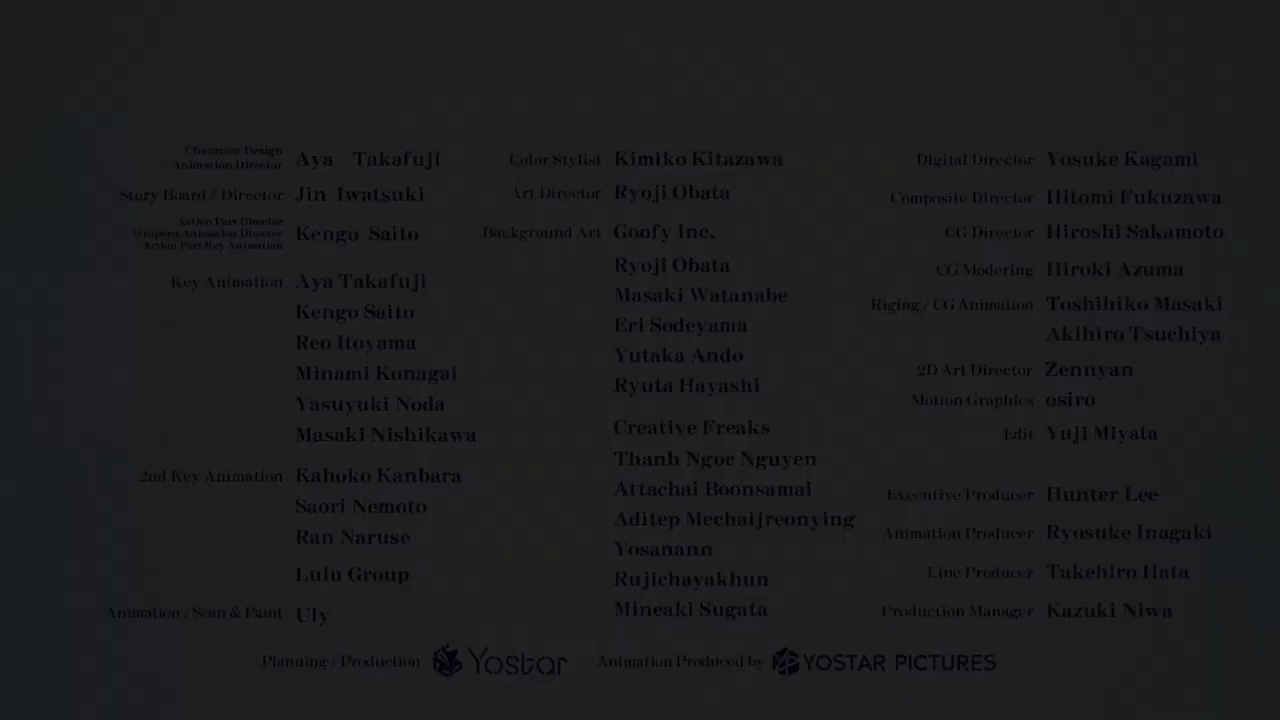 Character Design
Animation Director Aya Takafuji
Story Board / Director Jin Iwatsuki
Action Part Director
Weapons Animation Director
Action Part Key Animation Kengo Saito
Key Animation Aya Takafuji
Kengo Saito
Reo Itoyama
Minami Konagai
Yasuyuki Noda
Masaki Nishikawa
2nd Key Animation Kahoko Kanbara
Saori Nemoto
Ran Naruse
Lulu Group
Animation / Scan & Paint Uly
Color Stylist Kimiko Kitazawa
Art Director Ryoji Obata
Background Art Goofy Inc.
Ryoji Obata
Masaki Watanabe
Eri Sodeyama
Yutaka Ando
Ryuta Hayashi
Creative Freaks
Thanh Ngoc Nguyen
Attachai Boonsamai
Aditep Mechaijreonying
Yosanann
Rujichayakhun
Mineaki Sugata
Digital Director Yosuke Kagami
Composite Director Hitomi Fukuzawa
CG Director Hiroshi Sakamoto
CG Modering Hiroki Azuma
Riging / CG Animation Toshihiko Masaki
Akihiro Tsuchiya
2D Art Director Zennyan
Motion Graphics osiro
Edit Yuji Miyata
Executive Producer Hunter Lee
Animation Producer Ryosuke Inagaki
Line Producer Takehiro Hata
Production Manager Kazuki Niwa
Planning / Production Yostar
Animation Produced by YOSTAR PICTURES